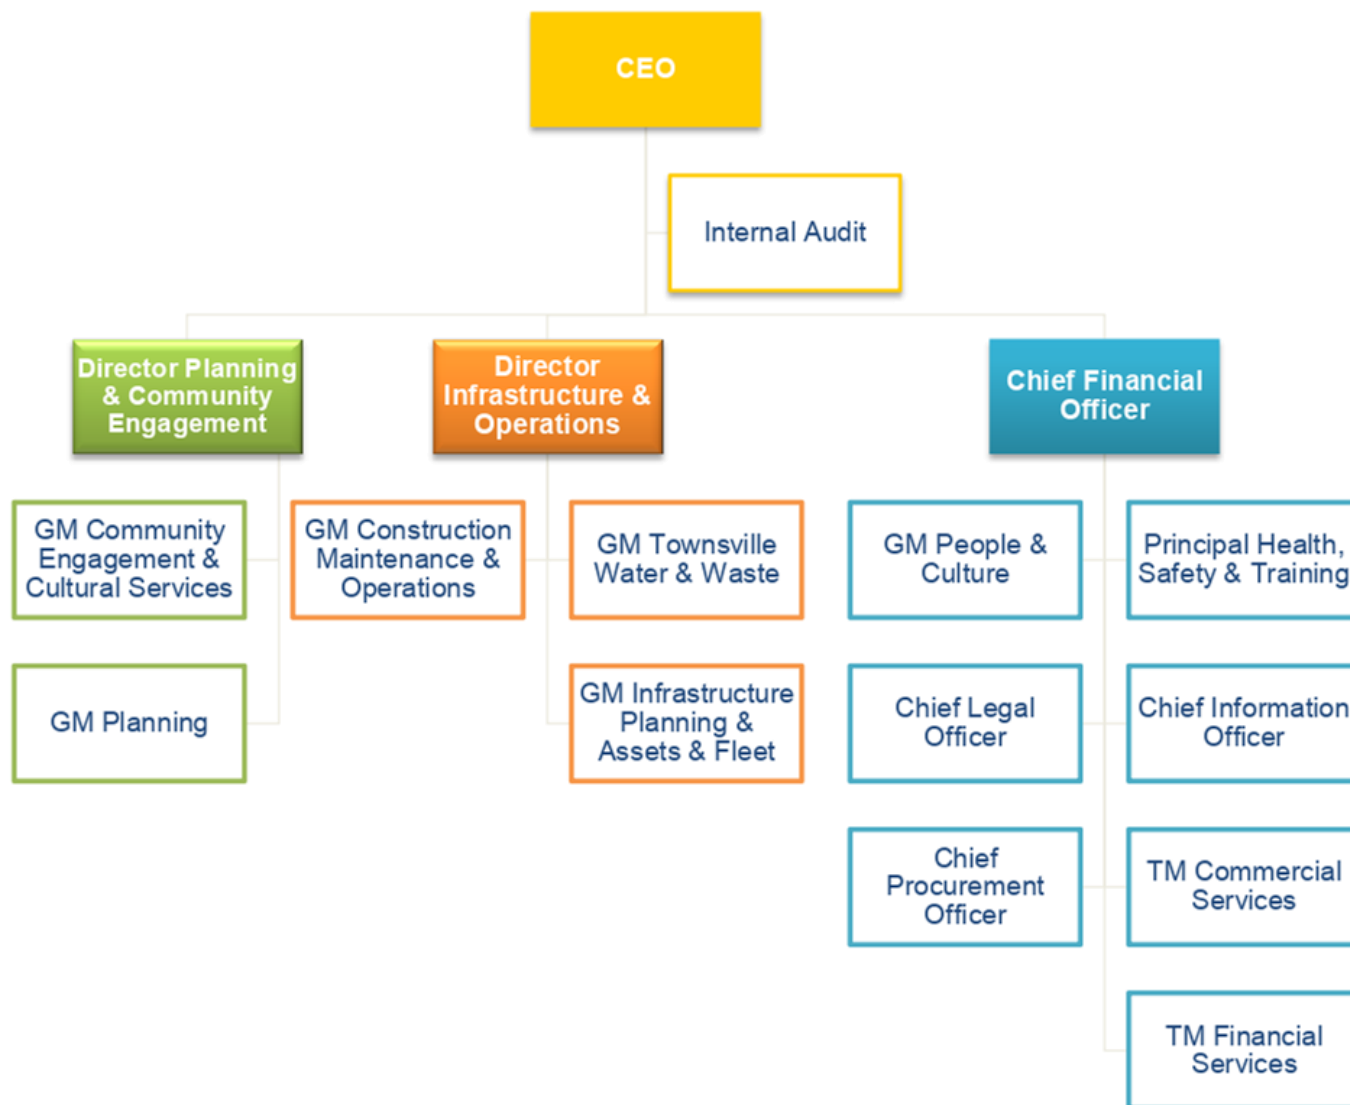 CEO
Internal Audit
Director Planning
& Community
Engagement
Director
Infrastructure &
Operations
Chief Financial
Officer
GM Community
Engagement &
Cultural Services
GM Construction
Maintenance &
Operations
GM Townsville
Water & Waste
GM People &
Culture
Principal Health,
Safety & Training
GM Planning
GM Infrastructure
Planning &
Assets & Fleet
Chief Legal
Officer
Chief Information
Officer
Chief
Procurement
Officer
TM Commercial
Services
TM Financial
Services